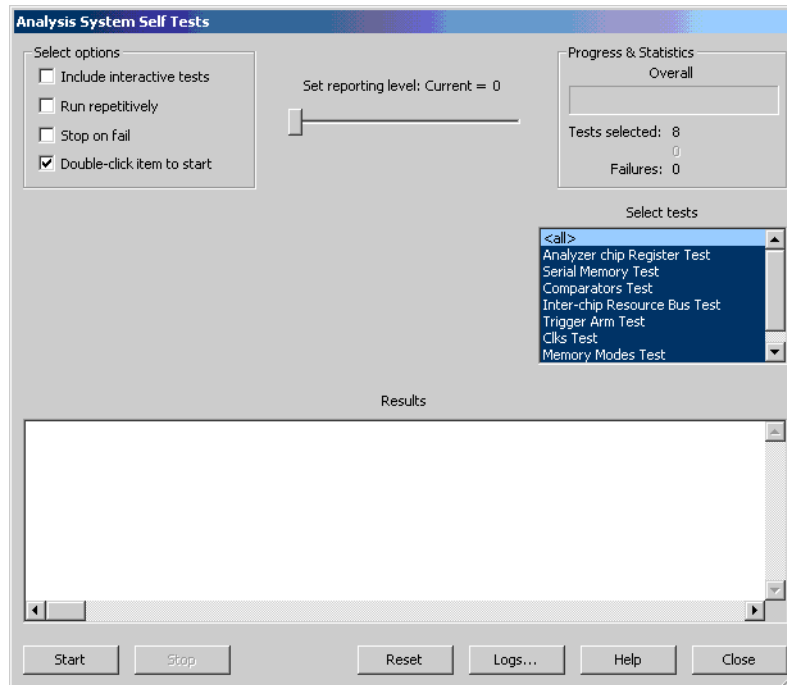 Analysis System Self Tests
Select options
Include interactive tests
Run repetitively
Stop on fail
Double-click item to start
Set reporting level: Current = 0
Progress & Statistics
Overall
Tests selected: 8
0
Failures: 0
Select tests
<all>
Analyzer chip Register Test
Serial Memory Test
Comparators Test
Inter-chip Resource Bus Test
Trigger Arm Test
Clks Test
Memory Modes Test
Results
Start
Stop
Reset
Logs...
Help
Close